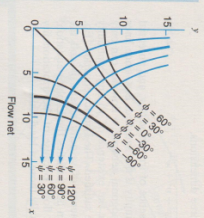 y
15
10
5
0
ϕ = 60°
ϕ = 30°
ϕ = 0°
ϕ = −30°
ϕ = −60°
ϕ = −90°
ψ = 120°
ψ = 90°
ψ = 60°
ψ = 30°
5 10 15 x
Flow net